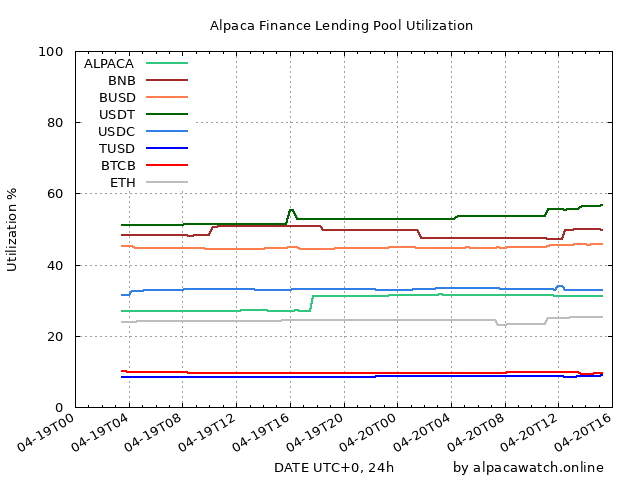 Alpaca Finance Lending Pool Utilization
100
80
60
40
20
0
Utilization %
ALPACA
BNB
BUSD
USDT
USDC
TUSD
BTCB
ETH
04-19T00
04-19T04
04-19T08
04-19T12
04-19T16
04-19T20
04-20T00
04-20T04
04-20T08
04-20T12
04-20T16
DATE UTC+0, 24h
by alpacawatch.online